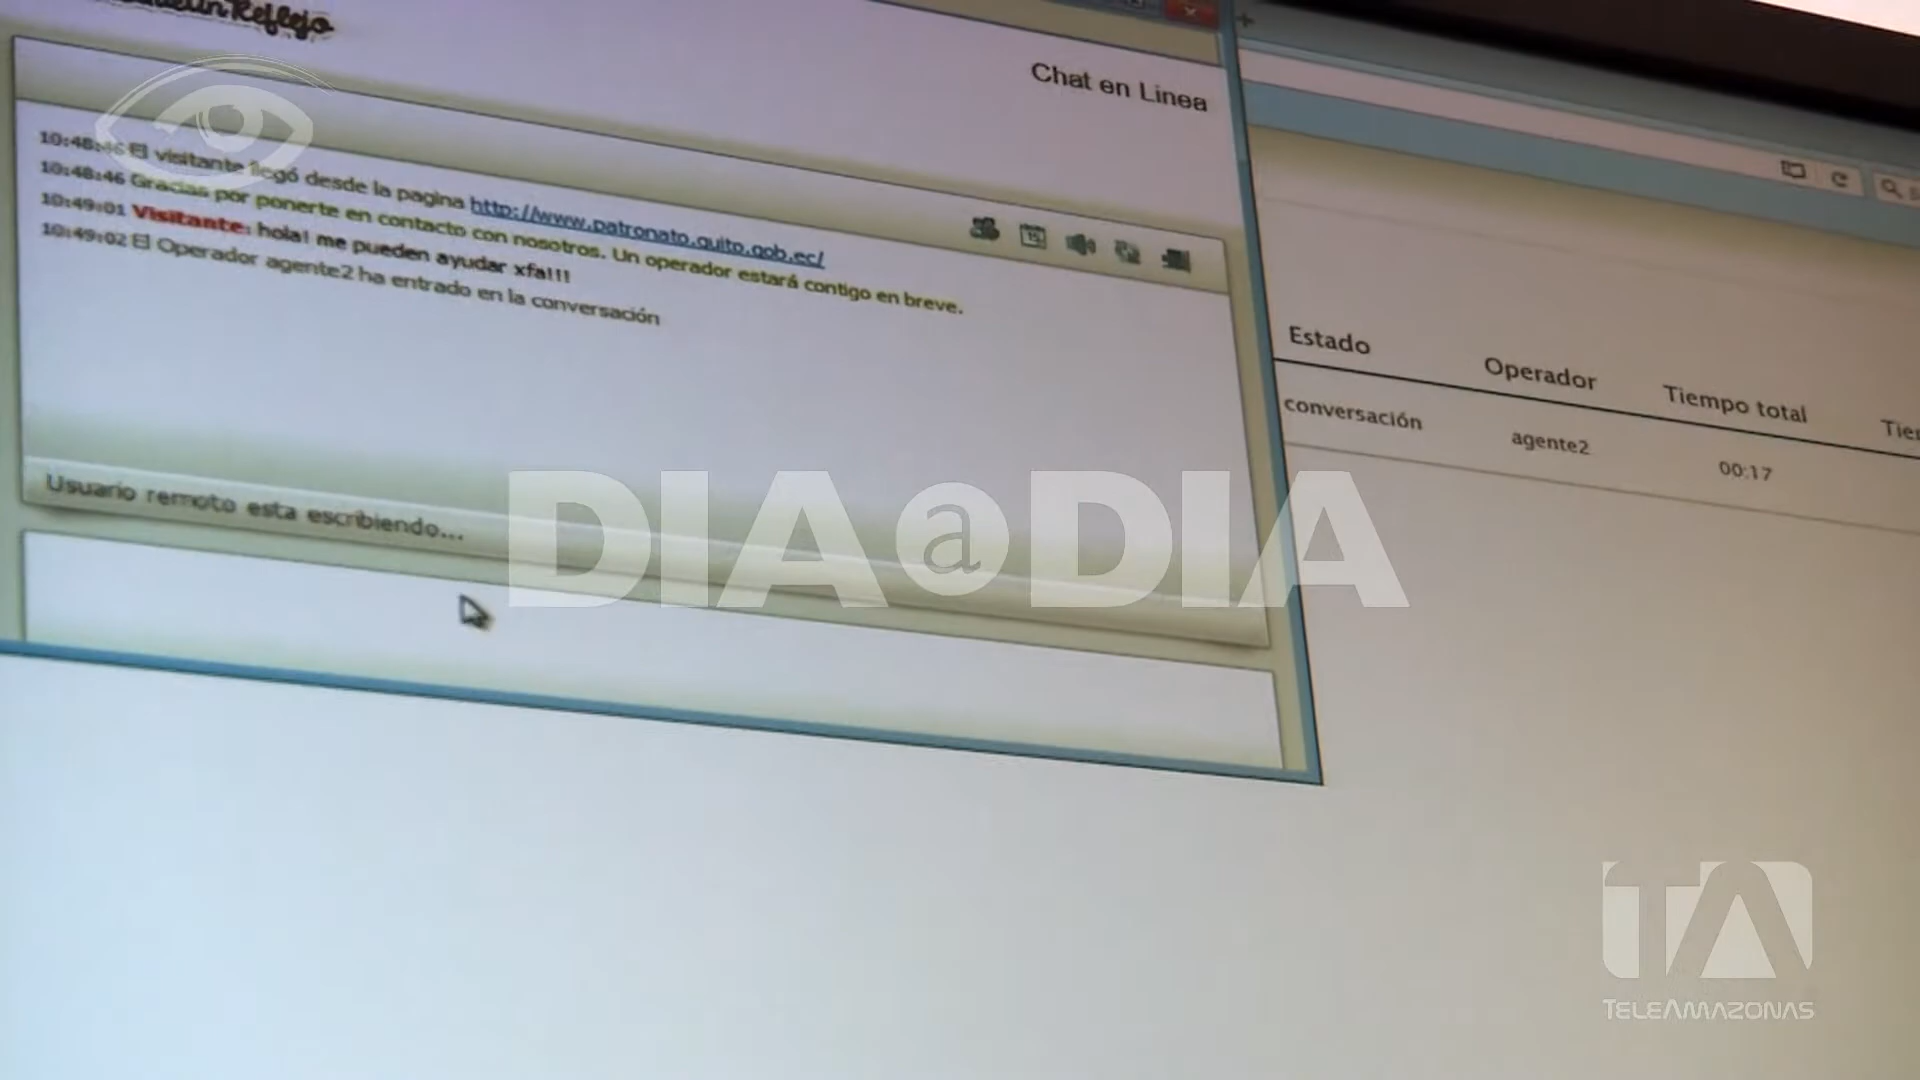 Reflejo
Chat en Linea
10:48:46 El visitante llegó desde la pagina http://www.patronato.quito.gob.ec/
10:48:46 Gracias por ponerte en contacto con nosotros. Un operador estará contigo en breve.
10:49:01 Visitante: hola! me pueden ayudar xfa!!!
10:49:02 El Operador agente2 ha entrado en la conversación
Usuario remoto esta escribiendo...
Estado Operador Tiempo total
conversación agente2 00:17
DIA@DIA
TA
TELEAMAZONAS